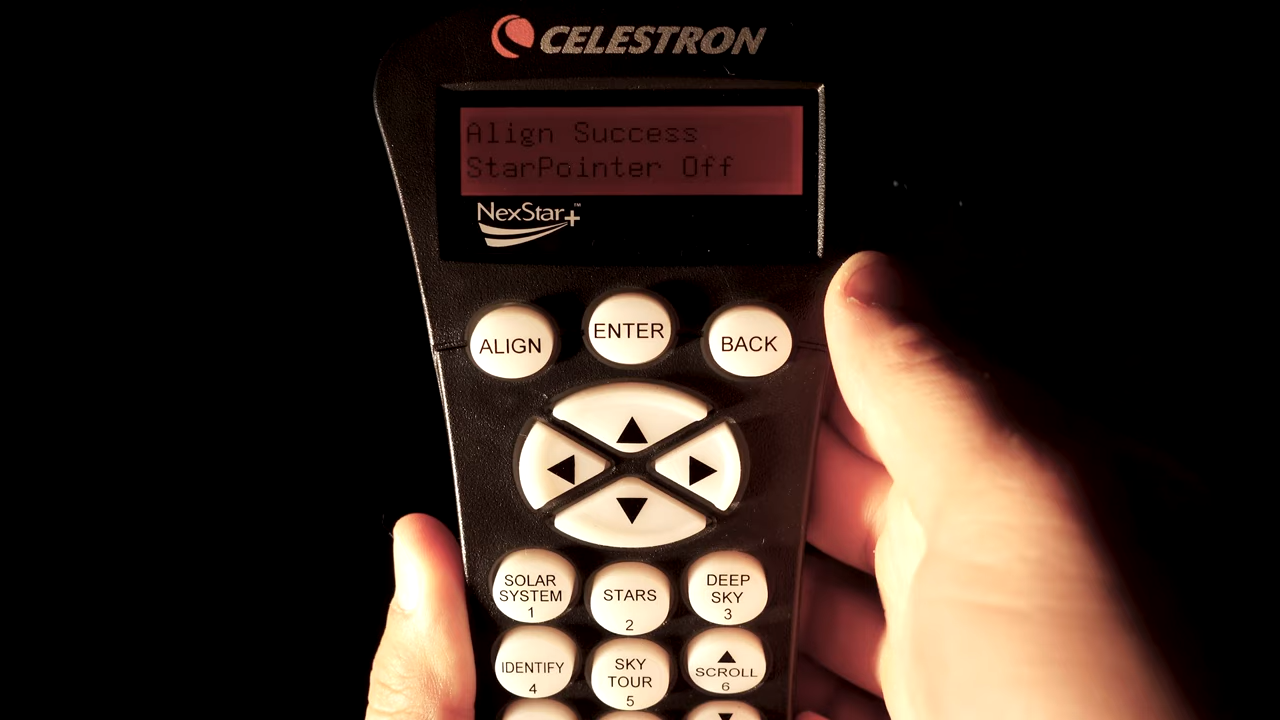 CELESTRON
Align Success
StarPointer Off
NexStar+™
ALIGN
ENTER
BACK
SOLAR
SYSTEM
1
STARS
2
DEEP
SKY
3
IDENTIFY
4
SKY
TOUR
5
SCROLL
6